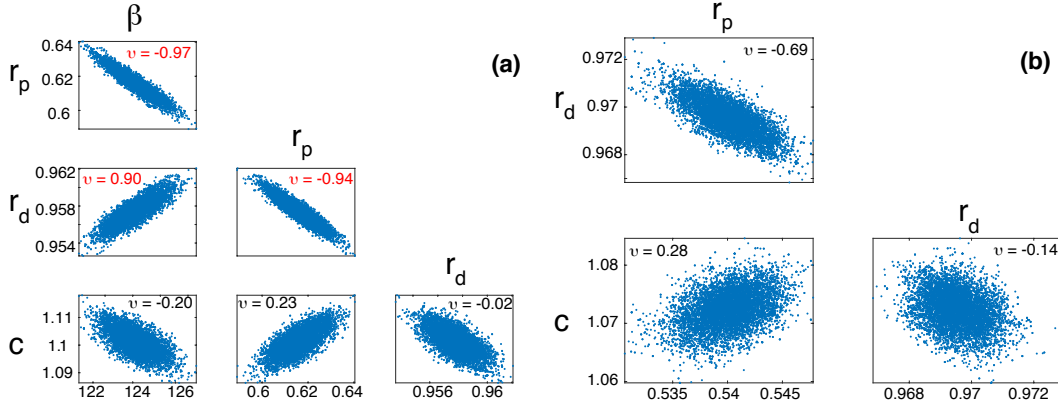 β
r_p
0.64
0.62
0.6
υ = -0.97
(a)
r_p
υ = -0.69
(b)
r_d
0.972
0.97
0.968
r_p
r_d
0.962
0.958
0.954
υ = 0.90
υ = -0.94
r_d
r_d
c
1.11
1.1
1.09
υ = -0.20
υ = 0.23
υ = -0.02
122 124 126
0.6 0.62 0.64
0.956 0.96
c
1.08
1.07
1.06
υ = 0.28
υ = -0.14
0.535 0.54 0.545
0.968 0.97 0.972